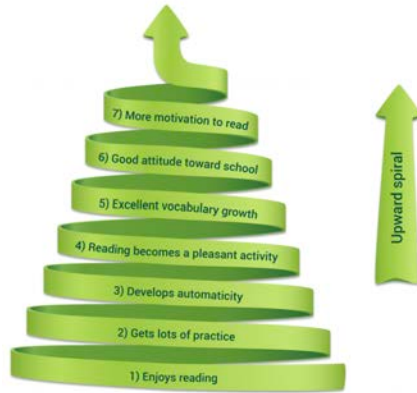 7) More motivation to read
6) Good attitude toward school
5) Excellent vocabulary growth
4) Reading becomes a pleasant activity
3) Develops automaticity
2) Gets lots of practice
1) Enjoys reading
Upward spiral